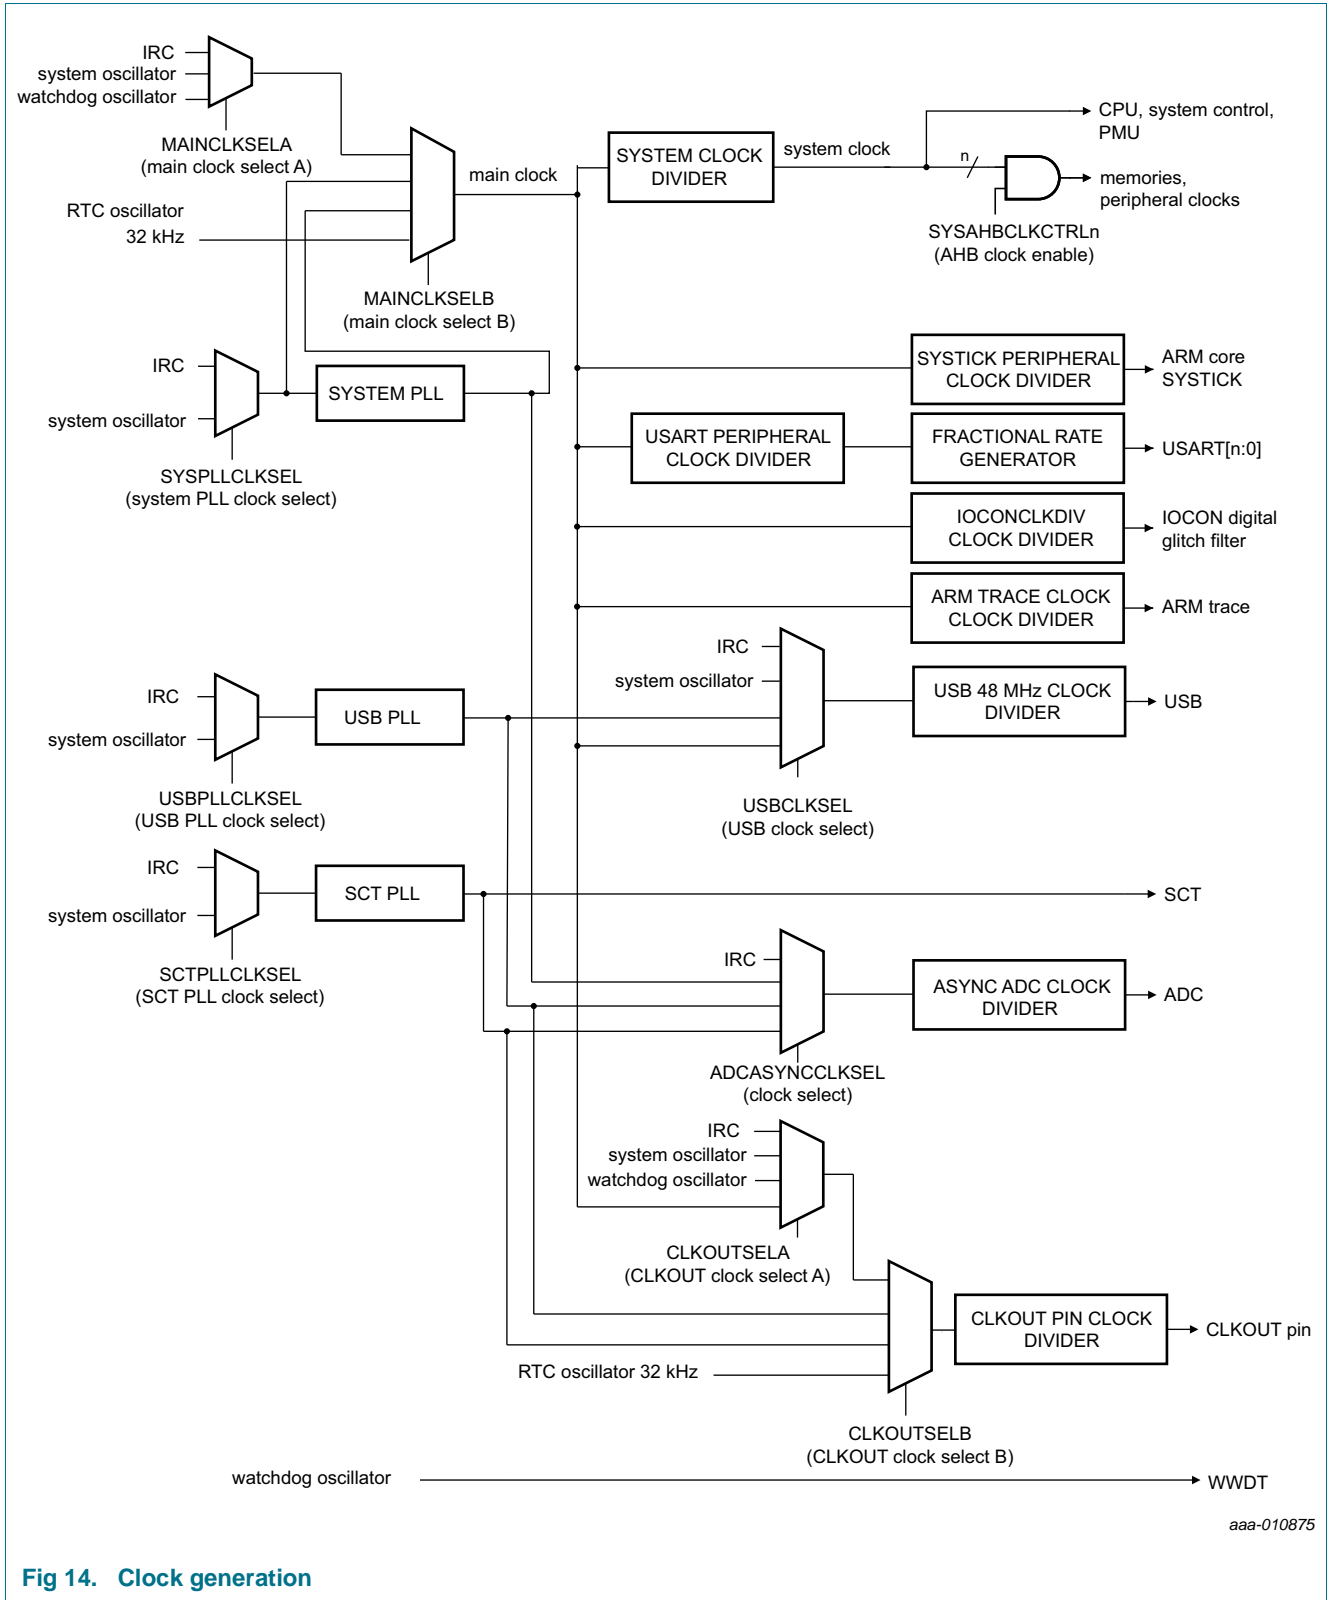 IRC
system oscillator
watchdog oscillator
MAINCLKSELA
(main clock select A)
RTC oscillator
32 kHz
main clock
MAINCLKSELB
(main clock select B)
SYSTEM CLOCK
DIVIDER
system clock
n
CPU, system control,
PMU
memories,
peripheral clocks
SYSAHBCLKCTRLn
(AHB clock enable)
IRC
system oscillator
SYSPLLCLKSEL
(system PLL clock select)
SYSTEM PLL
SYSTICK PERIPHERAL
CLOCK DIVIDER
ARM core
SYSTICK
USART PERIPHERAL
CLOCK DIVIDER
FRACTIONAL RATE
GENERATOR
USART[n:0]
IOCONCLKDIV
CLOCK DIVIDER
IOCON digital
glitch filter
ARM TRACE CLOCK
CLOCK DIVIDER
ARM trace
IRC
system oscillator
USBPLLCLKSEL
(USB PLL clock select)
USB PLL
IRC
system oscillator
USBCLKSEL
(USB clock select)
USB 48 MHz CLOCK
DIVIDER
USB
IRC
system oscillator
SCTPLLCLKSEL
(SCT PLL clock select)
SCT PLL
SCT
IRC
ADCASYNCCLKSEL
(clock select)
ASYNC ADC CLOCK
DIVIDER
ADC
IRC
system oscillator
watchdog oscillator
CLKOUTSELA
(CLKOUT clock select A)
RTC oscillator 32 kHz
CLKOUTSELB
(CLKOUT clock select B)
CLKOUT PIN CLOCK
DIVIDER
CLKOUT pin
watchdog oscillator
WWDT
aaa-010875
Fig 14. Clock generation